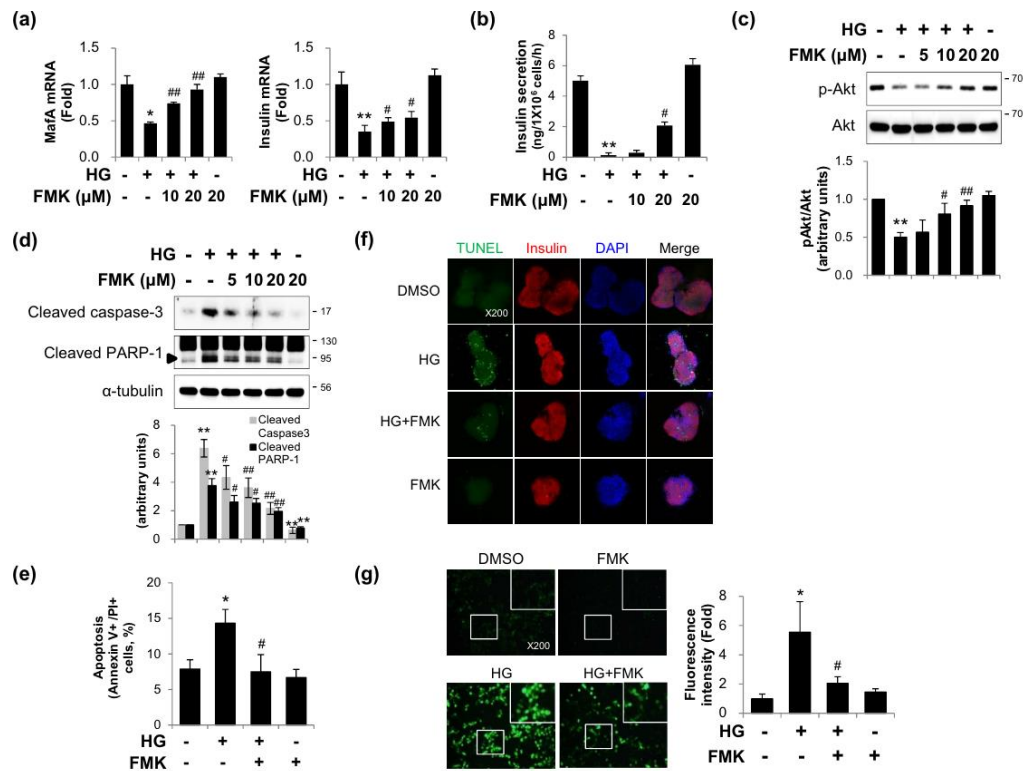 (a)
MafA mRNA
(Fold)
1.5
1.0
0.5
0.0
*
##
##
HG - + + + -
FMK (μM) - - 10 20 20
Insulin mRNA
(Fold)
1.5
1.0
0.5
0.0
**
#
#
- + + + -
- - 10 20 20
(b)
Insulin secretion
(ng/1X10⁶ cells/h)
7
6
5
4
3
2
1
0
**
#
HG - + + + -
FMK (μM) - - 10 20 20
(c)
HG - + + + + -
FMK (μM) - - 5 10 20 20
p-Akt - 70
Akt - 70
pAkt/Akt
(arbitrary units)
1.5
1.0
0.5
0.0
**
#
##
(d)
HG - + + + + -
FMK (μM) - - 5 10 20 20
Cleaved caspase-3 - 17
Cleaved PARP-1 - 130
- 95
α-tubulin - 56
(arbitrary units)
8
6
4
2
0
Cleaved
Caspase3
Cleaved
PARP-1
** ** # # ## # ## ## ** **
(e)
Apoptosis
(Annexin V+ /PI+
cells, %)
20
15
10
5
0
*
#
HG - + + -
FMK - - + +
(f)
TUNEL Insulin DAPI Merge
DMSO
X200
HG
HG+FMK
FMK
(g)
DMSO FMK
X200
HG HG+FMK
Fluorescence
intensity (Fold)
8
6
4
2
0
*
#
HG - + + -
FMK - - + +